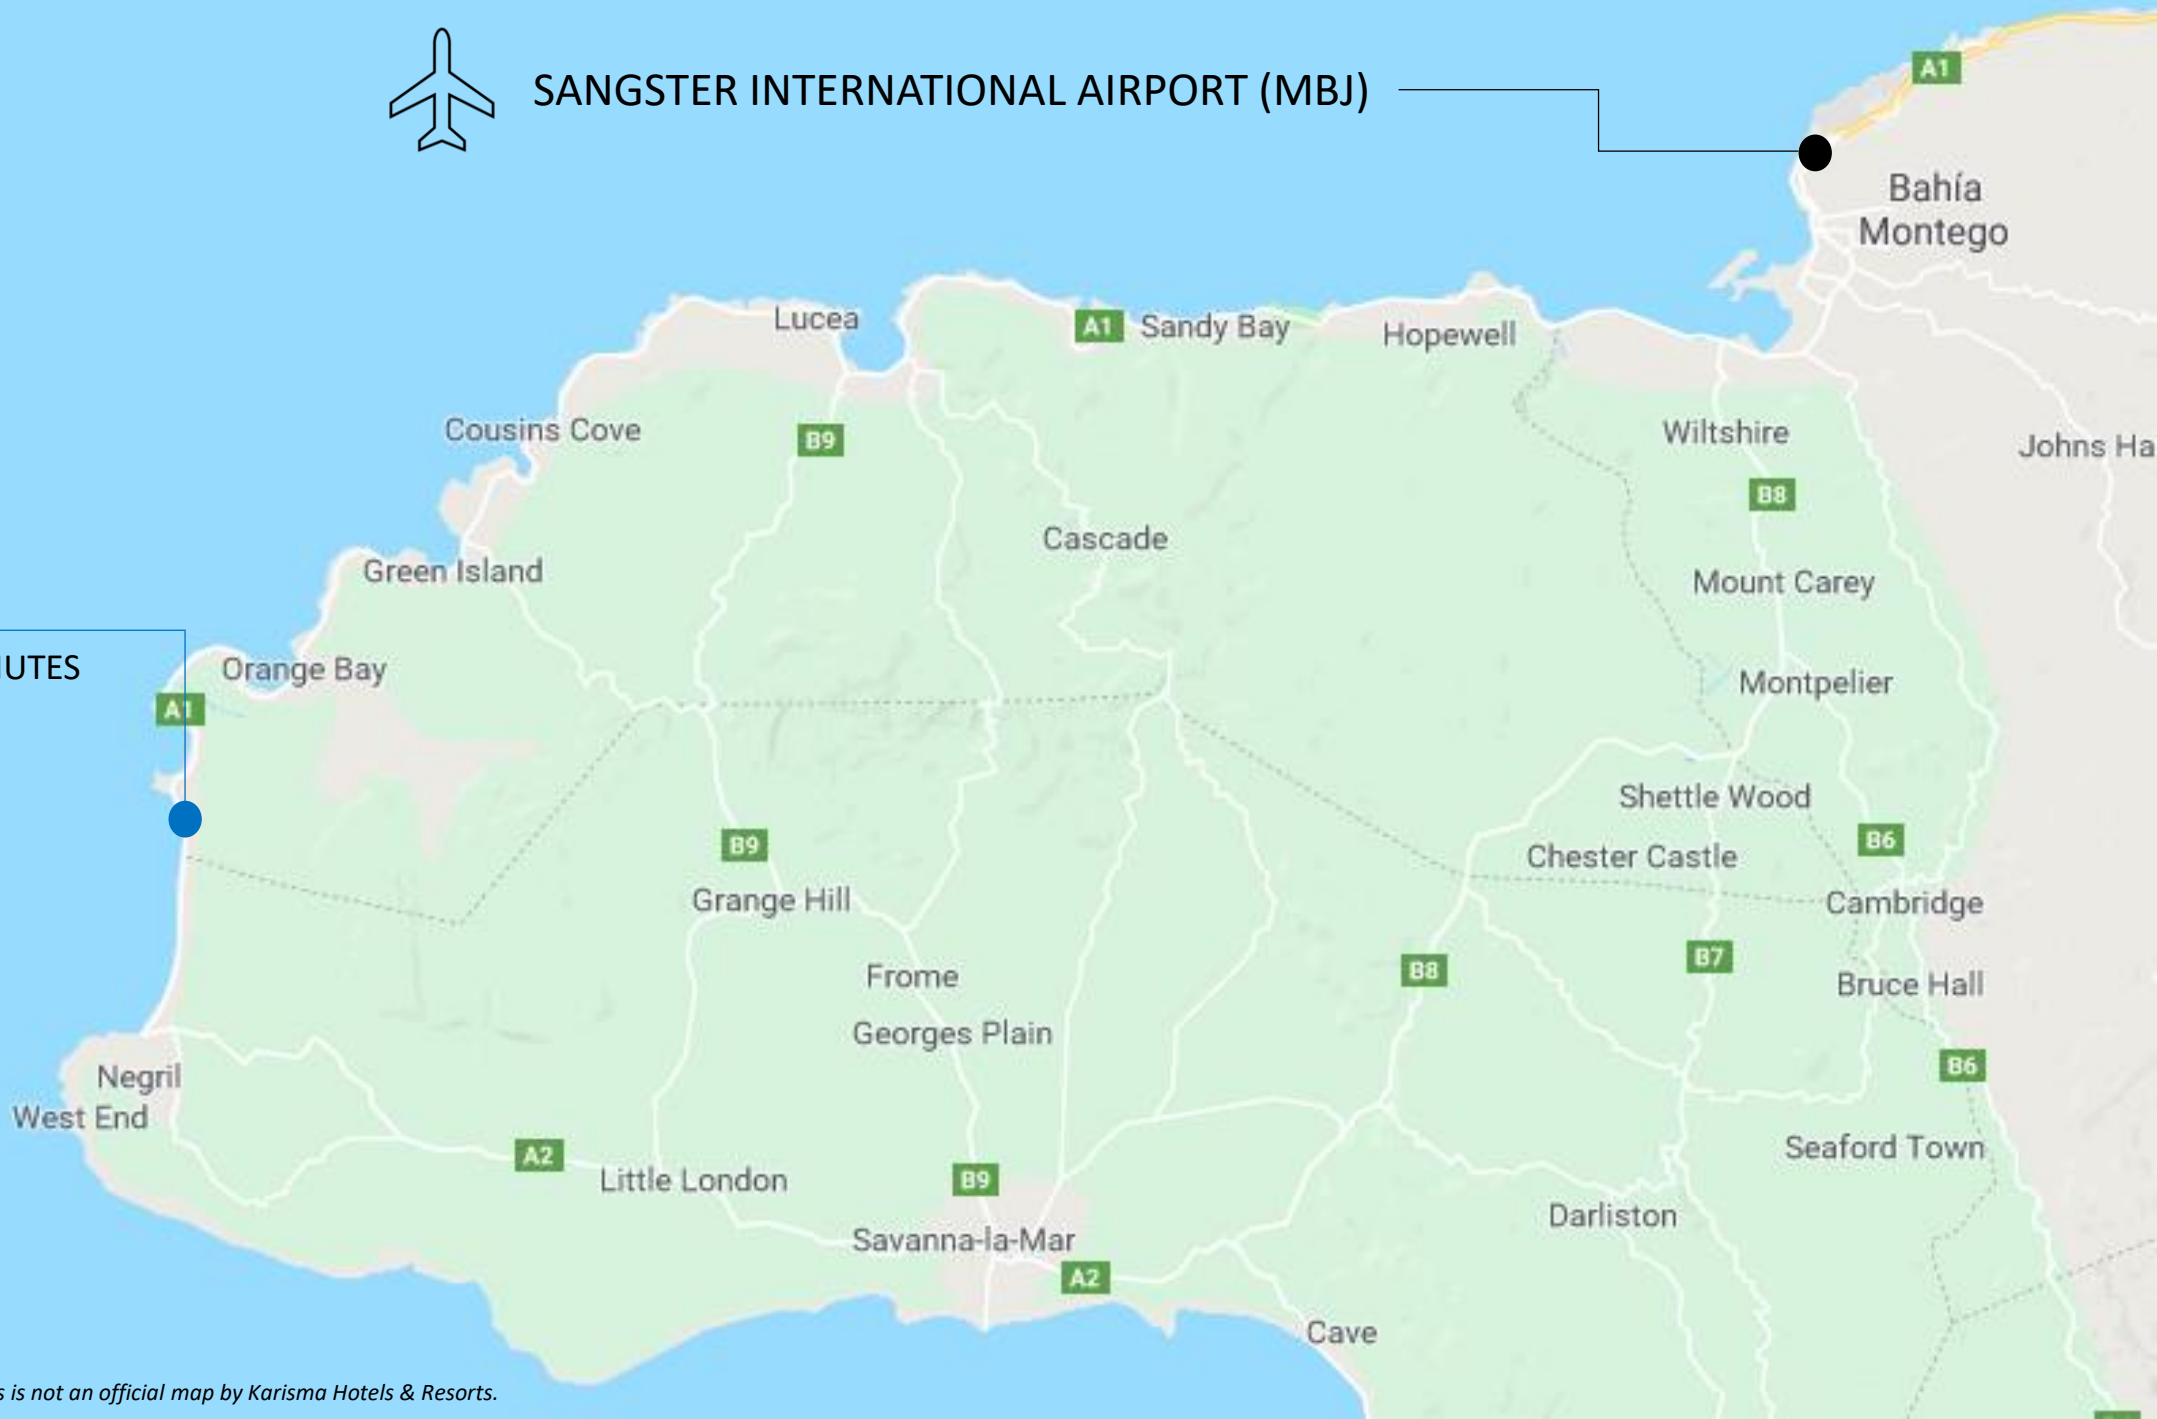 SANGSTER INTERNATIONAL AIRPORT (MBJ)
A1
Bahía
Montego
Lucea
A1
Sandy Bay
Hopewell
Cousins Cove
B9
Wiltshire
Johns Ha
B8
Cascade
Green Island
Mount Carey
UTES
Orange Bay
Montpelier
A1
Shettle Wood
B9
B6
Chester Castle
Grange Hill
Cambridge
Frome
B8
B7
Bruce Hall
Georges Plain
Negril
B6
West End
A2
Little London
B9
Seaford Town
Savanna-la-Mar
Darliston
A2
Cave
s is not an official map by Karisma Hotels & Resorts.